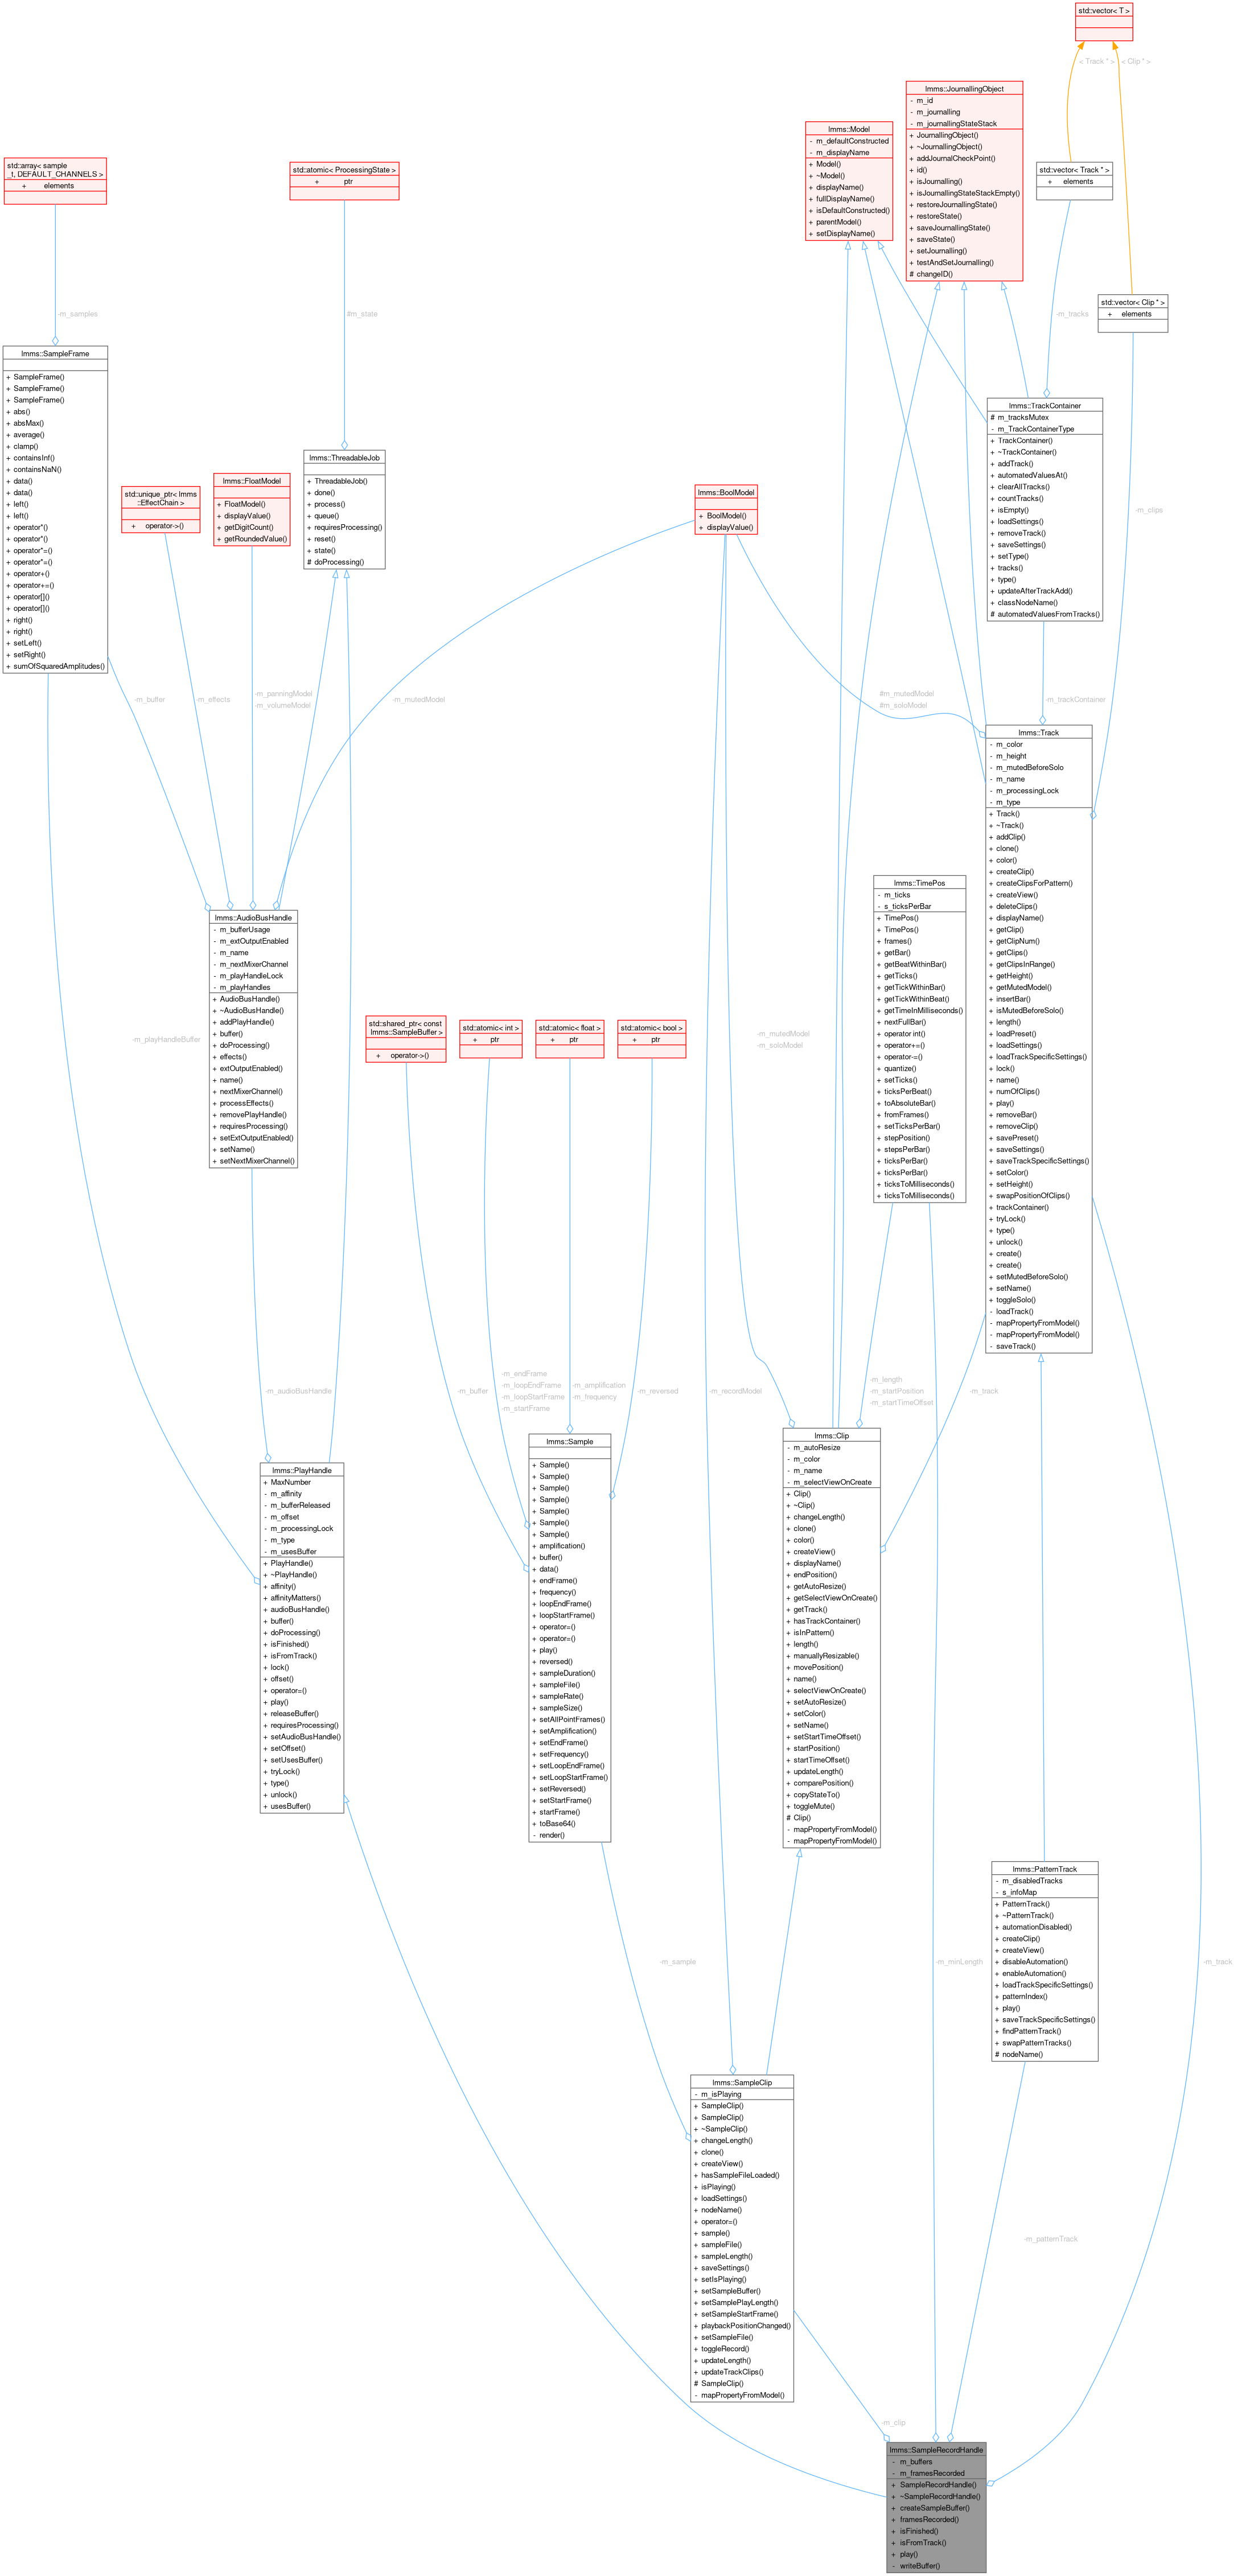 std::vector< T >
< Track * >
< Clip * >
lmms::JournallingObject
- m_id
- m_journalling
- m_journallingStateStack
+ JournallingObject()
+ ~JournallingObject()
+ addJournalCheckPoint()
+ id()
+ isJournalling()
+ isJournallingStateStackEmpty()
+ restoreJournallingState()
+ restoreState()
+ saveJournallingState()
+ saveState()
+ setJournalling()
+ testAndSetJournalling()
# changeID()
lmms::Model
- m_defaultConstructed
- m_displayName
+ Model()
+ ~Model()
+ displayName()
+ fullDisplayName()
+ isDefaultConstructed()
+ parentModel()
+ setDisplayName()
std::array< sample
_t, DEFAULT_CHANNELS >
+ elements
std::atomic< ProcessingState >
+ ptr
std::vector< Track * >
+ elements
std::vector< Clip * >
+ elements
-m_samples
#m_state
-m_tracks
lmms::SampleFrame
+ SampleFrame()
+ SampleFrame()
+ SampleFrame()
+ abs()
+ absMax()
+ average()
+ clamp()
+ containsInf()
+ containsNaN()
+ data()
+ data()
+ left()
+ left()
+ operator*()
+ operator*()
+ operator*=()
+ operator*=()
+ operator+()
+ operator+=()
+ operator[]()
+ operator[]()
+ right()
+ right()
+ setLeft()
+ setRight()
+ sumOfSquaredAmplitudes()
std::unique_ptr< lmms
::EffectChain >
+ operator->()
lmms::FloatModel
+ FloatModel()
+ displayValue()
+ getDigitCount()
+ getRoundedValue()
lmms::ThreadableJob
+ ThreadableJob()
+ done()
+ process()
+ queue()
+ requiresProcessing()
+ reset()
+ state()
# doProcessing()
lmms::BoolModel
+ BoolModel()
+ displayValue()
lmms::TrackContainer
# m_tracksMutex
- m_TrackContainerType
+ TrackContainer()
+ ~TrackContainer()
+ addTrack()
+ automatedValuesAt()
+ clearAllTracks()
+ countTracks()
+ isEmpty()
+ loadSettings()
+ removeTrack()
+ saveSettings()
+ setType()
+ tracks()
+ type()
+ updateAfterTrackAdd()
+ classNodeName()
# automatedValuesFromTracks()
-m_clips
-m_buffer
-m_effects
-m_panningModel
-m_volumeModel
-m_mutedModel
#m_mutedModel
#m_soloModel
-m_trackContainer
lmms::Track
- m_color
- m_height
- m_mutedBeforeSolo
- m_name
- m_processingLock
- m_type
+ Track()
+ ~Track()
+ addClip()
+ clone()
+ color()
+ createClip()
+ createClipsForPattern()
+ createView()
+ deleteClips()
+ displayName()
+ getClip()
+ getClipNum()
+ getClips()
+ getClipsInRange()
+ getHeight()
+ getMutedModel()
+ insertBar()
+ isMutedBeforeSolo()
+ length()
+ loadPreset()
+ loadSettings()
+ loadTrackSpecificSettings()
+ lock()
+ name()
+ numOfClips()
+ play()
+ removeBar()
+ removeClip()
+ savePreset()
+ saveSettings()
+ saveTrackSpecificSettings()
+ setColor()
+ setHeight()
+ swapPositionOfClips()
+ trackContainer()
+ tryLock()
+ type()
+ unlock()
+ create()
+ create()
+ setMutedBeforeSolo()
+ setName()
+ toggleSolo()
- loadTrack()
- mapPropertyFromModel()
- mapPropertyFromModel()
- saveTrack()
lmms::TimePos
- m_ticks
- s_ticksPerBar
+ TimePos()
+ TimePos()
+ frames()
+ getBar()
+ getBeatWithinBar()
+ getTicks()
+ getTickWithinBar()
+ getTickWithinBeat()
+ getTimeInMilliseconds()
+ nextFullBar()
+ operator int()
+ operator+=()
+ operator-=()
+ quantize()
+ setTicks()
+ ticksPerBeat()
+ toAbsoluteBar()
+ fromFrames()
+ setTicksPerBar()
+ stepPosition()
+ stepsPerBar()
+ ticksPerBar()
+ ticksPerBar()
+ ticksToMilliseconds()
+ ticksToMilliseconds()
lmms::AudioBusHandle
- m_bufferUsage
- m_extOutputEnabled
- m_name
- m_nextMixerChannel
- m_playHandleLock
- m_playHandles
+ AudioBusHandle()
+ ~AudioBusHandle()
+ addPlayHandle()
+ buffer()
+ doProcessing()
+ effects()
+ extOutputEnabled()
+ name()
+ nextMixerChannel()
+ processEffects()
+ removePlayHandle()
+ requiresProcessing()
+ setExtOutputEnabled()
+ setName()
+ setNextMixerChannel()
std::shared_ptr< const
lmms::SampleBuffer >
+ operator->()
std::atomic< int >
+ ptr
std::atomic< float >
+ ptr
std::atomic< bool >
+ ptr
-m_playHandleBuffer
-m_mutedModel
-m_soloModel
-m_audioBusHandle
-m_buffer
-m_endFrame
-m_loopEndFrame
-m_loopStartFrame
-m_startFrame
-m_amplification
-m_frequency
-m_reversed
-m_recordModel
-m_length
-m_startPosition
-m_startTimeOffset
-m_track
lmms::PlayHandle
+ MaxNumber
- m_affinity
- m_bufferReleased
- m_offset
- m_processingLock
- m_type
- m_usesBuffer
+ PlayHandle()
+ ~PlayHandle()
+ affinity()
+ affinityMatters()
+ audioBusHandle()
+ buffer()
+ doProcessing()
+ isFinished()
+ isFromTrack()
+ lock()
+ offset()
+ operator=()
+ play()
+ releaseBuffer()
+ requiresProcessing()
+ setAudioBusHandle()
+ setOffset()
+ setUsesBuffer()
+ tryLock()
+ type()
+ unlock()
+ usesBuffer()
lmms::Sample
+ Sample()
+ Sample()
+ Sample()
+ Sample()
+ Sample()
+ Sample()
+ Sample()
+ amplification()
+ buffer()
+ data()
+ endFrame()
+ frequency()
+ loopEndFrame()
+ loopStartFrame()
+ operator=()
+ operator=()
+ play()
+ reversed()
+ sampleDuration()
+ sampleFile()
+ sampleRate()
+ sampleSize()
+ setAllPointFrames()
+ setAmplification()
+ setEndFrame()
+ setFrequency()
+ setLoopEndFrame()
+ setLoopStartFrame()
+ setReversed()
+ setStartFrame()
+ startFrame()
+ toBase64()
- render()
lmms::Clip
- m_autoResize
- m_color
- m_name
- m_selectViewOnCreate
+ Clip()
+ ~Clip()
+ changeLength()
+ clone()
+ color()
+ createView()
+ displayName()
+ endPosition()
+ getAutoResize()
+ getSelectViewOnCreate()
+ getTrack()
+ hasTrackContainer()
+ isInPattern()
+ length()
+ manuallyResizable()
+ movePosition()
+ name()
+ selectViewOnCreate()
+ setAutoResize()
+ setColor()
+ setName()
+ setStartTimeOffset()
+ startPosition()
+ startTimeOffset()
+ updateLength()
+ comparePosition()
+ copyStateTo()
+ toggleMute()
# Clip()
- mapPropertyFromModel()
- mapPropertyFromModel()
lmms::PatternTrack
- m_disabledTracks
- s_infoMap
+ PatternTrack()
+ ~PatternTrack()
+ automationDisabled()
+ createClip()
+ createView()
+ disableAutomation()
+ enableAutomation()
+ loadTrackSpecificSettings()
+ patternIndex()
+ play()
+ saveTrackSpecificSettings()
+ findPatternTrack()
+ swapPatternTracks()
# nodeName()
-m_sample
-m_minLength
-m_track
lmms::SampleClip
- m_isPlaying
+ SampleClip()
+ SampleClip()
+ ~SampleClip()
+ changeLength()
+ clone()
+ createView()
+ hasSampleFileLoaded()
+ isPlaying()
+ loadSettings()
+ nodeName()
+ operator=()
+ sample()
+ sampleFile()
+ sampleLength()
+ saveSettings()
+ setIsPlaying()
+ setSampleBuffer()
+ setSamplePlayLength()
+ setSampleStartFrame()
+ playbackPositionChanged()
+ setSampleFile()
+ toggleRecord()
+ updateLength()
+ updateTrackClips()
# SampleClip()
- mapPropertyFromModel()
-m_patternTrack
-m_clip
lmms::SampleRecordHandle
- m_buffers
- m_framesRecorded
+ SampleRecordHandle()
+ ~SampleRecordHandle()
+ createSampleBuffer()
+ framesRecorded()
+ isFinished()
+ isFromTrack()
+ play()
- writeBuffer()